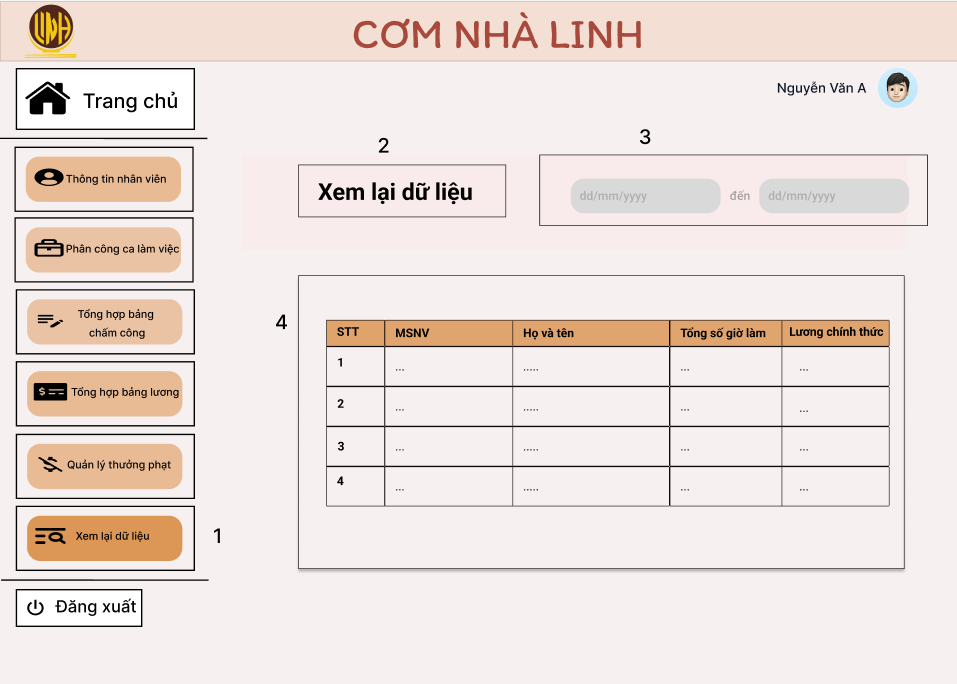 CƠM NHÀ LINH
Trang chủ
Nguyễn Văn A
Thông tin nhân viên
Phân công ca làm việc
Tổng hợp bảng
chấm công
$
Tổng hợp bảng lương
Quản lý thưởng phạt
Xem lại dữ liệu
1
Đăng xuất
2
Xem lại dữ liệu
3
dd/mm/yyyy đến dd/mm/yyyy
4
STT MSNV Họ và tên Tổng số giờ làm Lương chính thức
1 ... ..... ... ...
2 ... ..... ... ...
3 ... ..... ... ...
4 ... ..... ... ...